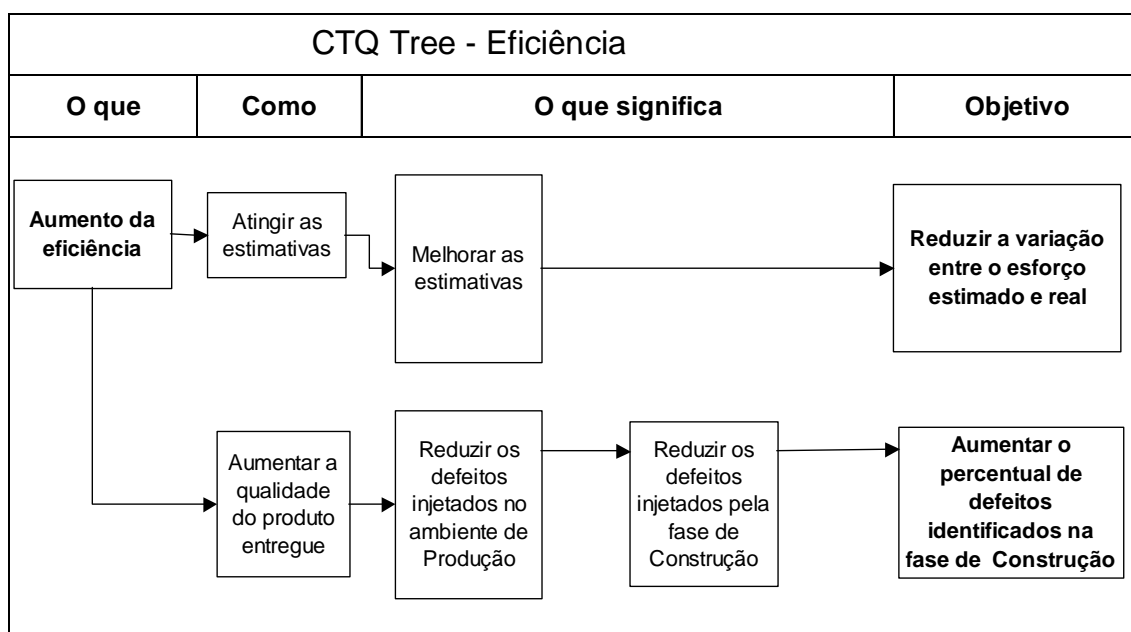 CTQ Tree - Eficiência
O que
Como
O que significa
Objetivo
Aumento da
eficiência
Atingir as
estimativas
Melhorar as
estimativas
Reduzir a variação
entre o esforço
estimado e real
Aumentar a
qualidade
do produto
entregue
Reduzir os
defeitos
injetados no
ambiente de
Produção
Reduzir os
defeitos
injetados pela
fase de
Construção
Aumentar o
percentual de
defeitos
identificados na
fase de Construção